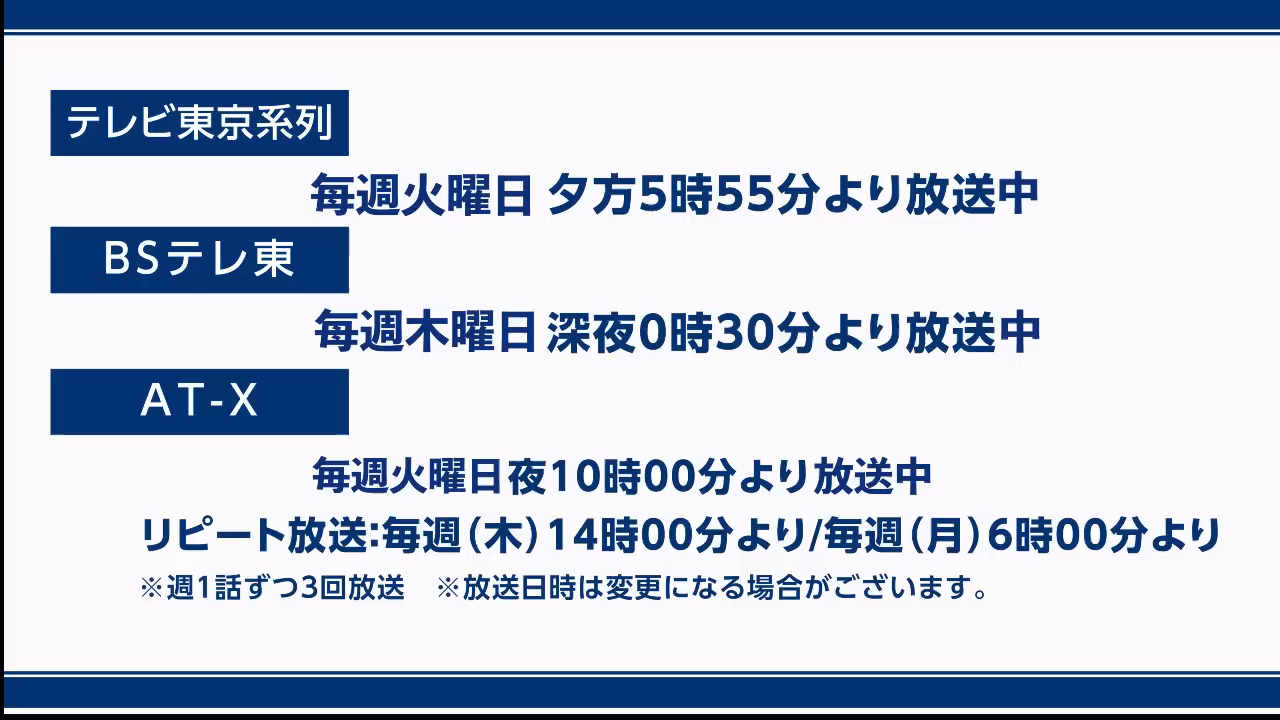 テレビ東京系列
毎週火曜日 夕方5時55分より放送中
BSテレ東
毎週木曜日 深夜0時30分より放送中
AT-X
毎週火曜日夜10時00分より放送中
リピート放送:毎週(木)14時00分より/毎週(月)6時00分より
※週1話ずつ3回放送　※放送日時は変更になる場合がございます。